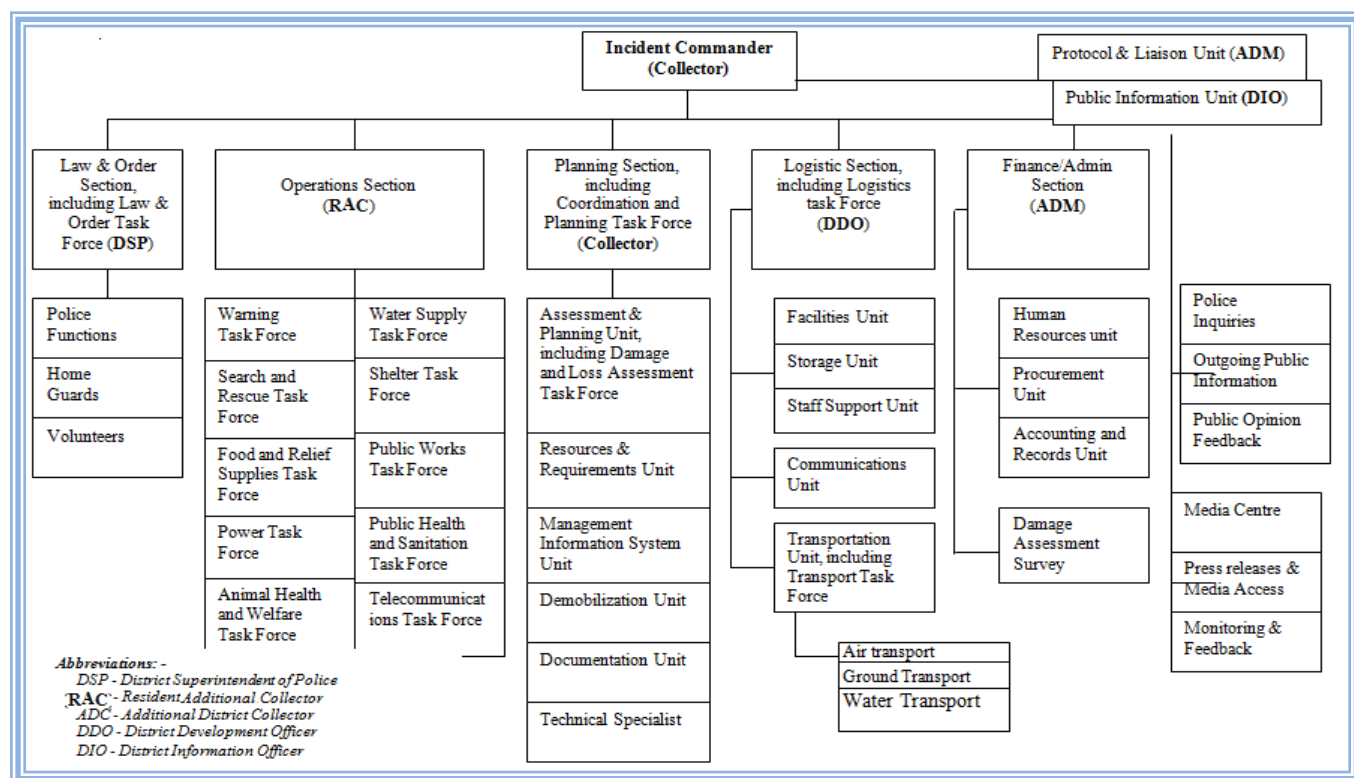 Incident Commander
(Collector)
Protocol & Liaison Unit (ADM)
Public Information Unit (DIO)
Law & Order
Section,
including Law &
Order Task
Force (DSP)
Operations Section
(RAC)
Planning Section,
including
Coordination and
Planning Task Force
(Collector)
Logistic Section,
including Logistics
task Force
(DDO)
Finance/Admin
Section
(ADM)
Police
Functions
Home
Guards
Volunteers
Warning
Task Force
Search and
Rescue Task
Force
Food and Relief
Supplies Task
Force
Power Task
Force
Animal Health
and Welfare
Task Force
Water Supply
Task Force
Shelter Task
Force
Public Works
Task Force
Public Health
and Sanitation
Task Force
Telecommunicat
ions Task Force
Assessment &
Planning Unit,
including Damage
and Loss Assessment
Task Force
Resources &
Requirements Unit
Management
Information System
Unit
Demobilization Unit
Documentation Unit
Technical Specialist
Facilities Unit
Storage Unit
Staff Support Unit
Communications
Unit
Transportation
Unit, including
Transport Task
Force
Air transport
Ground Transport
Water Transport
Human
Resources unit
Procurement
Unit
Accounting and
Records Unit
Damage
Assessment
Survey
Police
Inquiries
Outgoing Public
Information
Public Opinion
Feedback
Media Centre
Press releases &
Media Access
Monitoring &
Feedback
Abbreviations: -
DSP - District Superintendent of Police
(RAC) - Resident Additional Collector
ADC - Additional District Collector
DDO - District Development Officer
DIO - District Information Officer